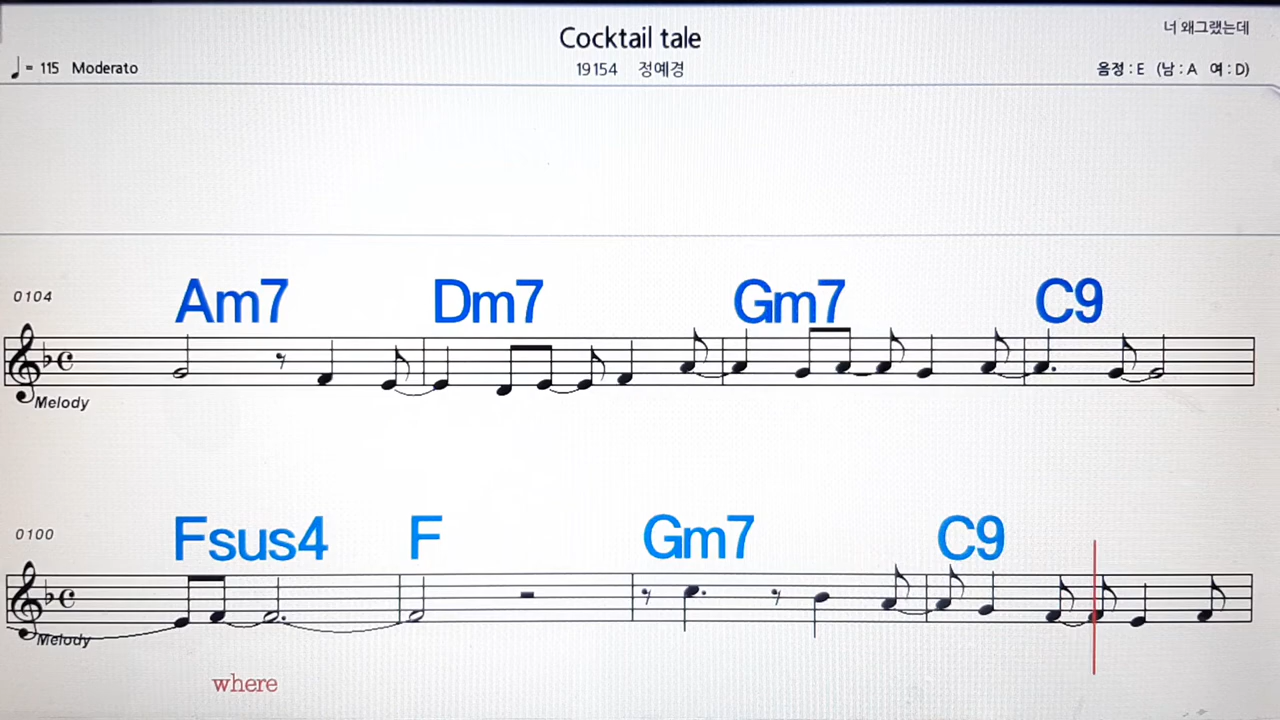 Cocktail tale
너 왜그랬는데
♩= 115 Moderato
19154 정예경
음정 : E (남 : A 여 : D)
0104
Am7 Dm7 Gm7 C9
Melody
0100
Fsus4 F Gm7 C9
Melody
where